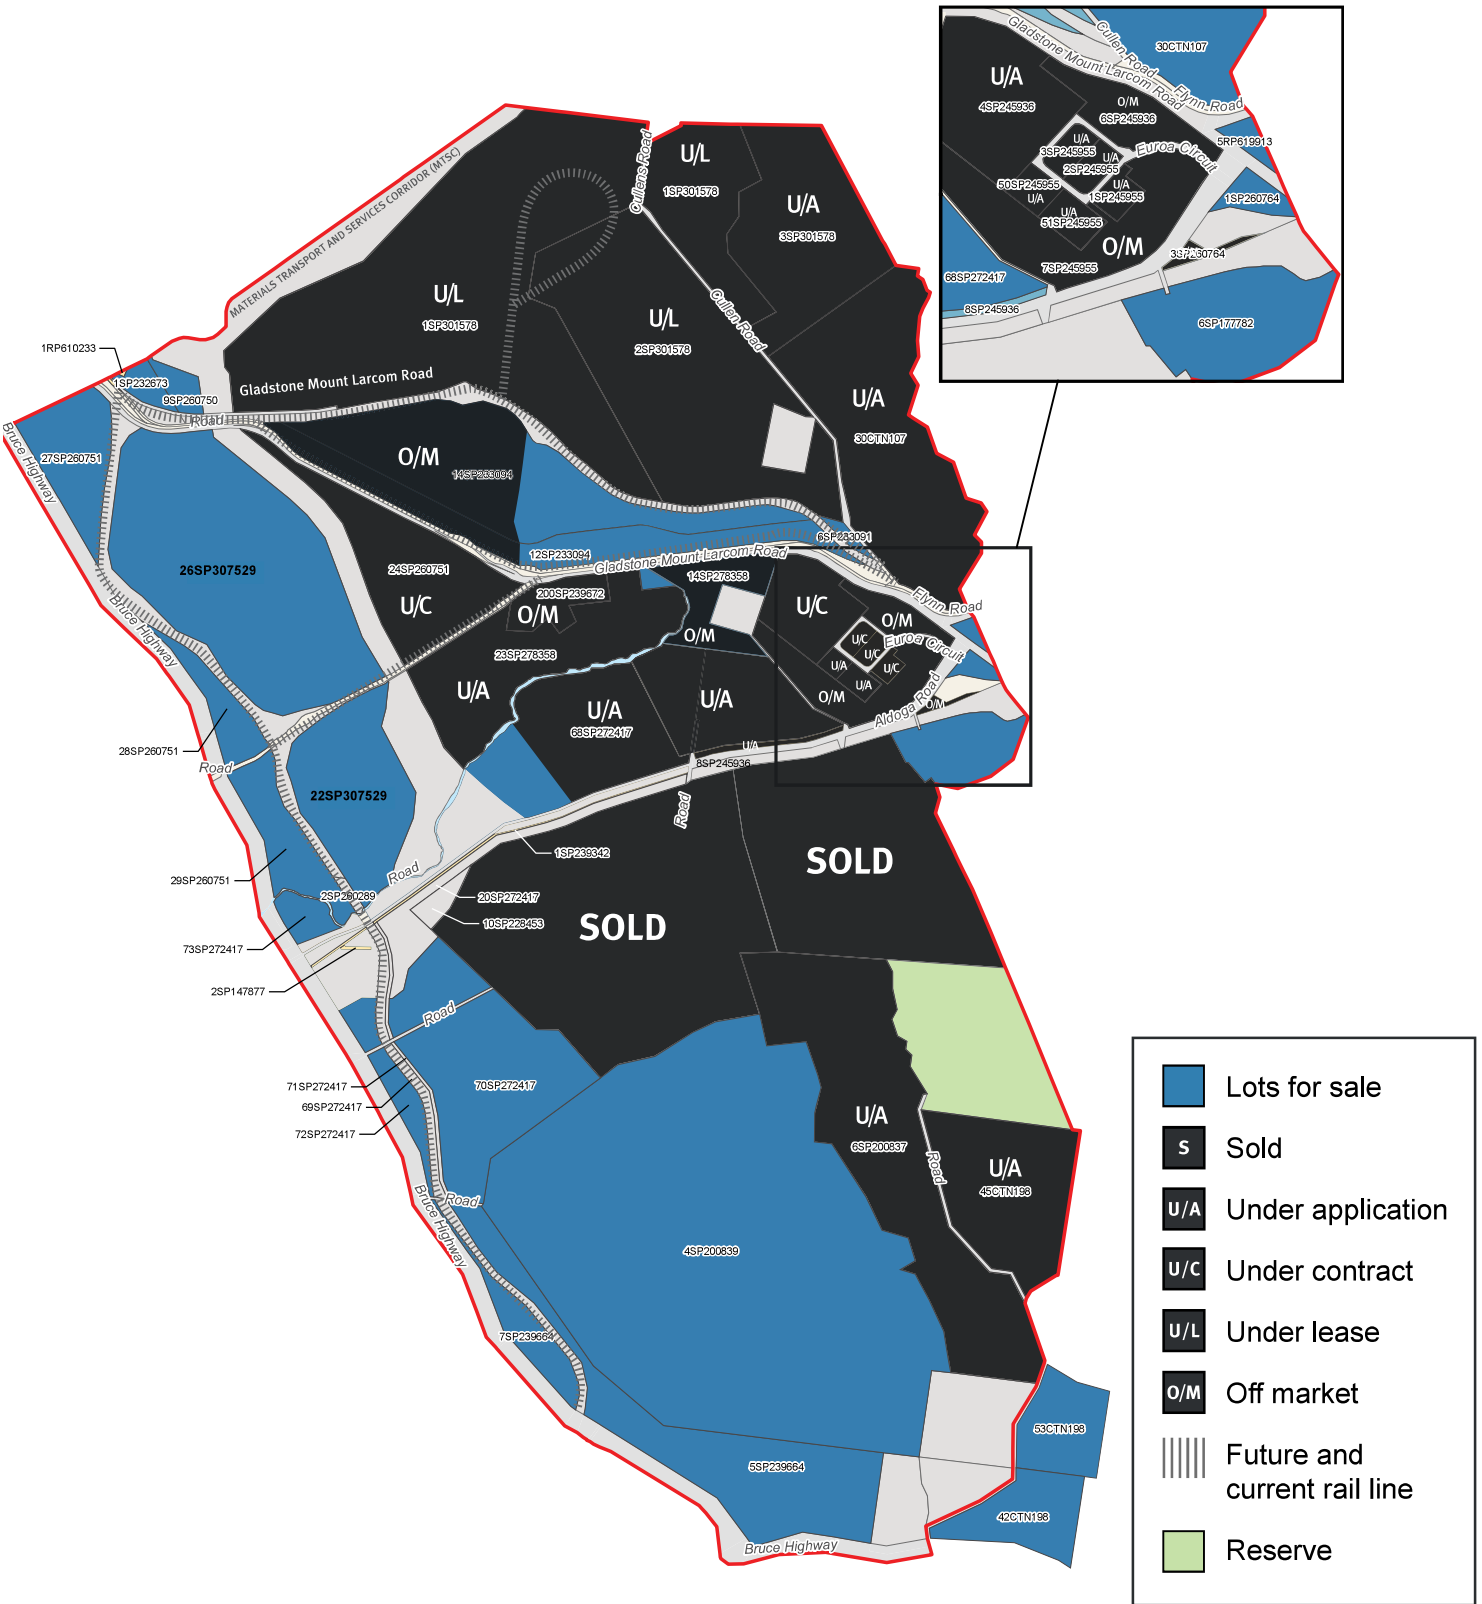 30CTN107
Cullen Road
Gladstone Mount Larcom Road
Flynn Road
U/A
4SP245936
O/M
6SP245936
5RP619913
Euroa Circuit
U/A
3SP245955
U/A
2SP245955
U/A
1SP245955
50SP245955
U/A
U/A
51SP245955
1SP260764
O/M
7SP245955
3SP260764
68SP272417
8SP245936
6SP177782
MATERIALS TRANSPORT AND SERVICES CORRIDOR (MTSC)
Cullens Road
U/L
1SP301578
U/A
3SP301578
U/L
1SP301578
U/L
2SP301578
Cullen Road
1RP610233
1SP232673
9SP260750
Gladstone Mount Larcom Road
Road
U/A
30CTN107
Bruce Highway
27SP260751
O/M
14SP233094
12SP233094
6SP233091
Gladstone Mount Larcom Road
26SP307529
24SP260751
U/C
200SP239672
O/M
14SP278358
O/M
U/C
O/M
Flynn Road
Euroa Circuit
U/C
U/C
U/C
U/A
U/A
O/M
Bruce Highway
23SP278358
U/A
U/A
68SP272417
U/A
Aldoga Road
O/M
U/A
8SP245936
28SP260751
Road
22SP307529
Road
1SP239342
SOLD
SOLD
29SP260751
Road
2SP260289
20SP272417
10SP228453
73SP272417
2SP147877
Road
71SP272417
69SP272417
72SP272417
70SP272417
U/A
6SP200837
Road
U/A
45CTN198
Bruce Highway
Road
4SP200839
7SP239664
5SP239664
53CTN198
42CTN198
Bruce Highway
Lots for sale
S Sold
U/A Under application
U/C Under contract
U/L Under lease
O/M Off market
Future and
current rail line
Reserve